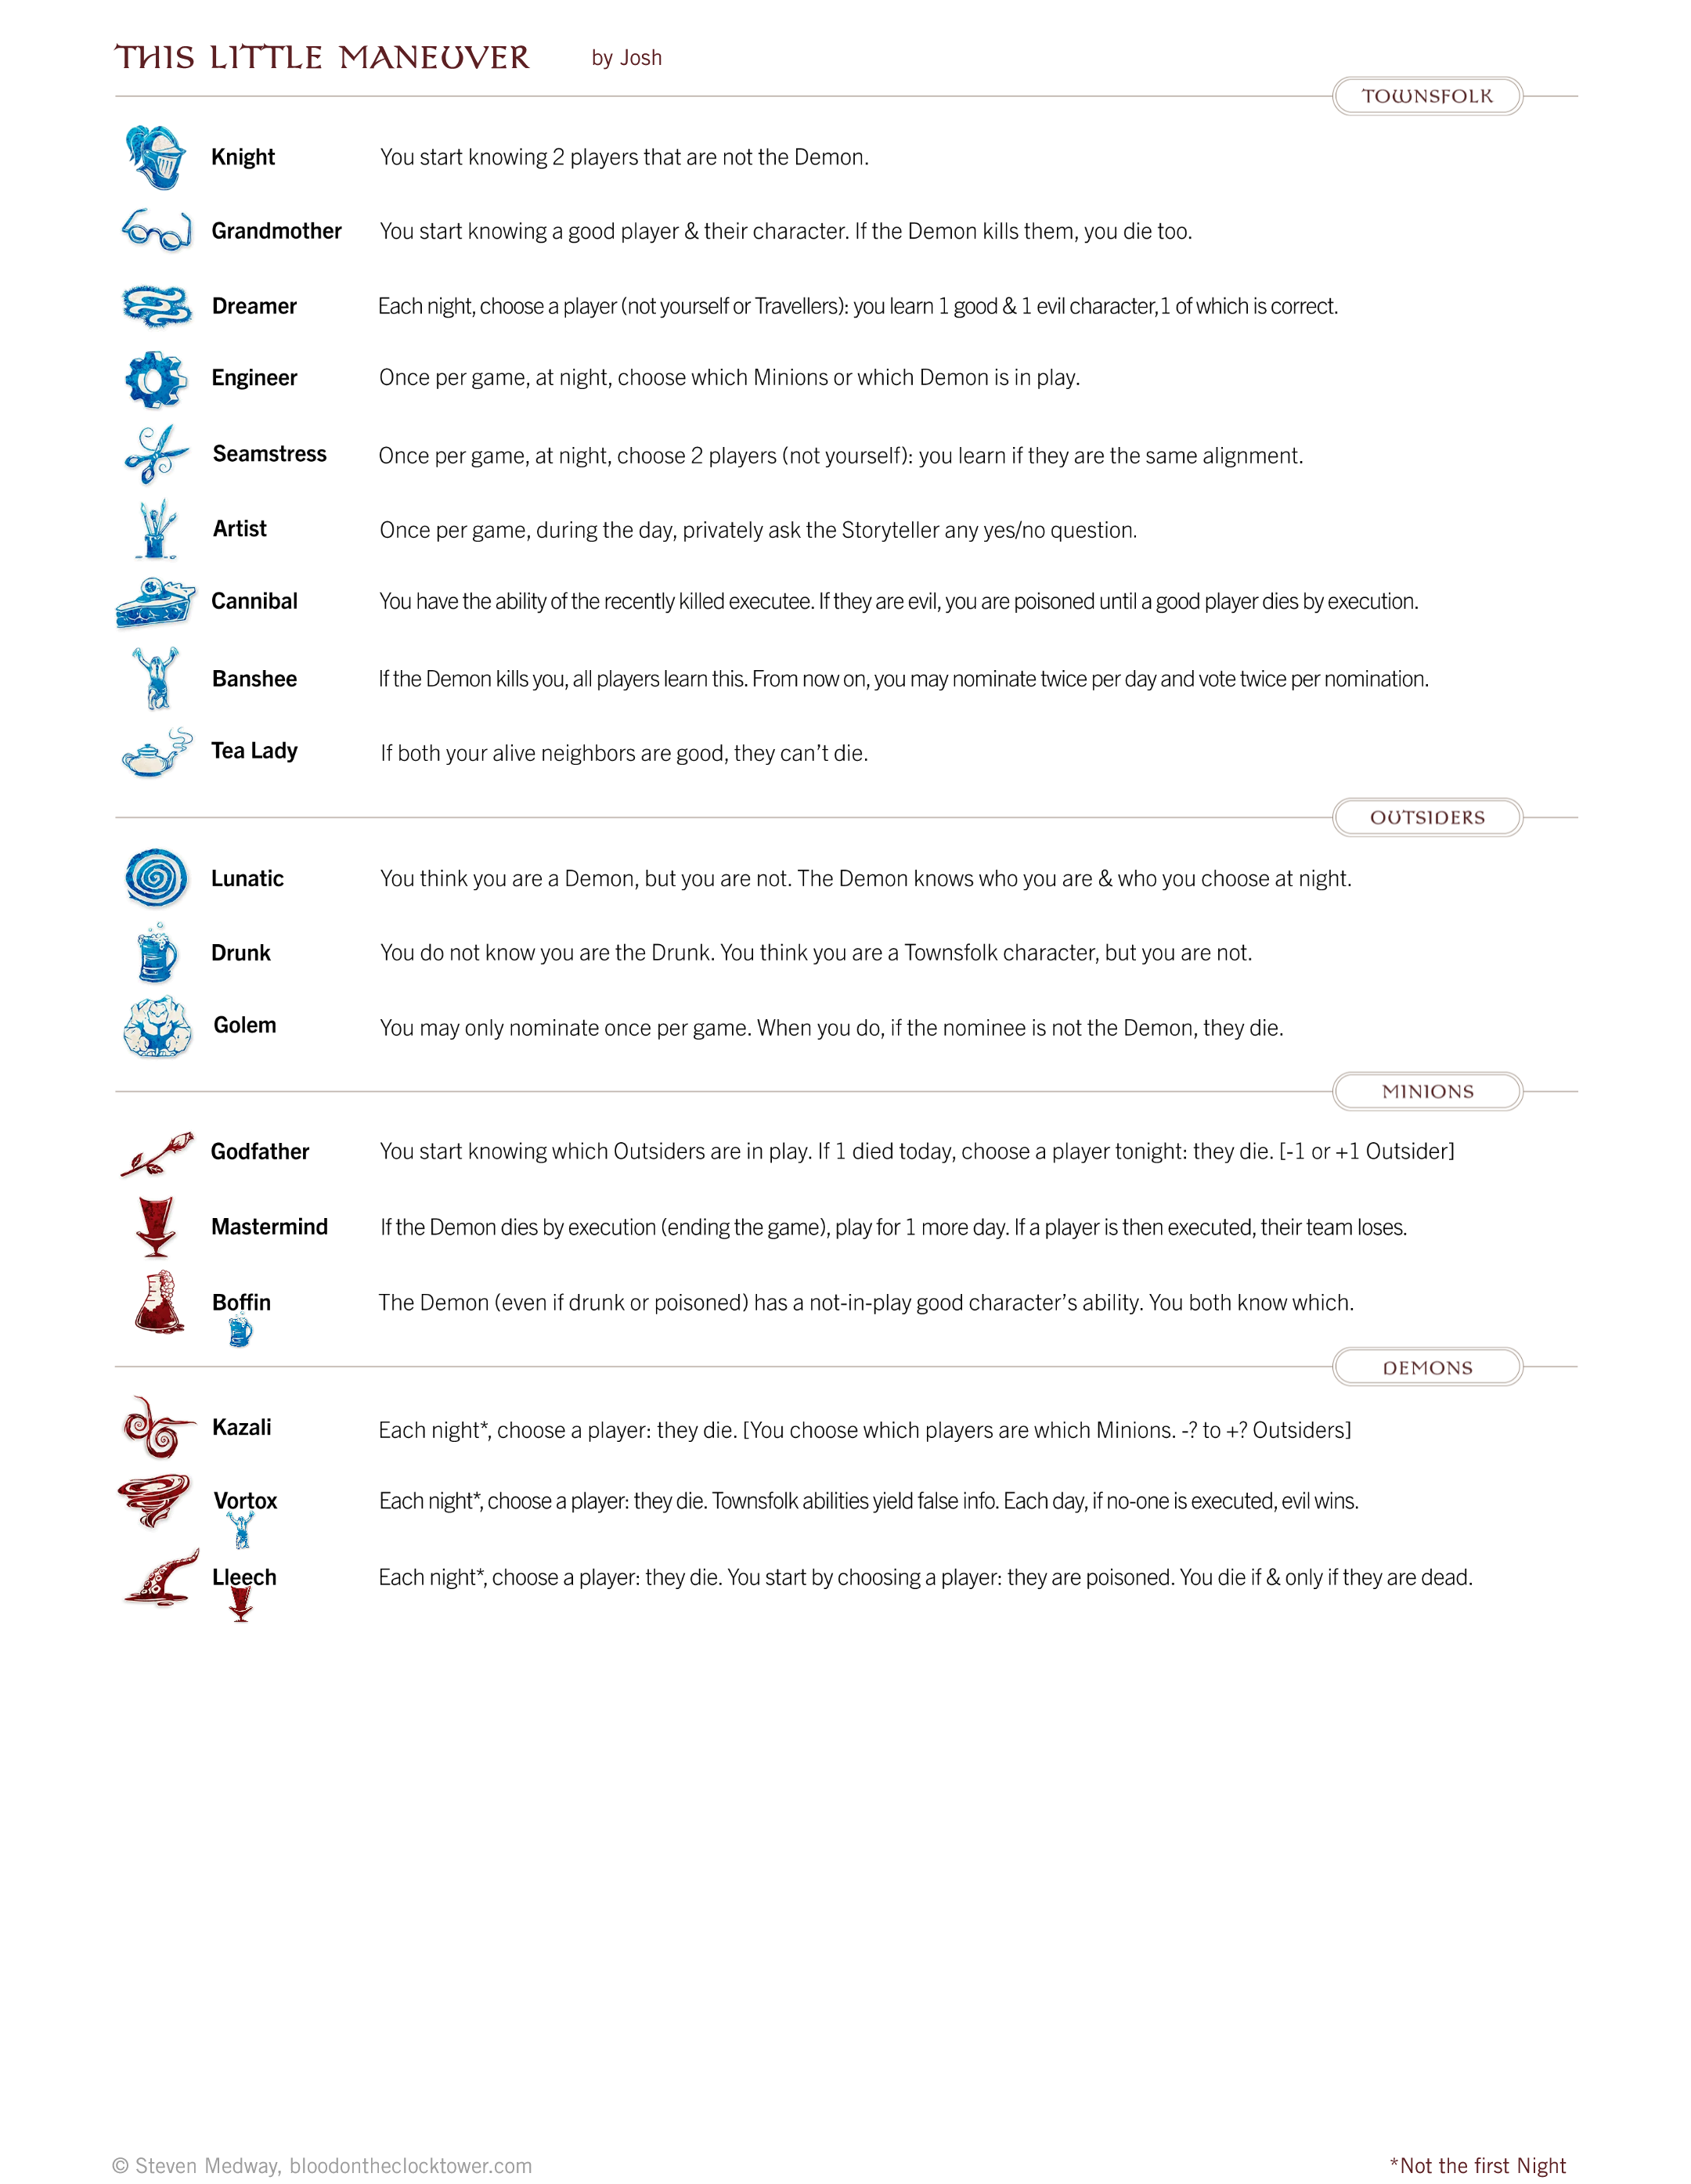 THIS LITTLE MANEUVER by Josh
TOWNSFOLK
Knight You start knowing 2 players that are not the Demon.
Grandmother You start knowing a good player & their character. If the Demon kills them, you die too.
Dreamer Each night, choose a player (not yourself or Travellers): you learn 1 good & 1 evil character, 1 of which is correct.
Engineer Once per game, at night, choose which Minions or which Demon is in play.
Seamstress Once per game, at night, choose 2 players (not yourself): you learn if they are the same alignment.
Artist Once per game, during the day, privately ask the Storyteller any yes/no question.
Cannibal You have the ability of the recently killed executee. If they are evil, you are poisoned until a good player dies by execution.
Banshee If the Demon kills you, all players learn this. From now on, you may nominate twice per day and vote twice per nomination.
Tea Lady If both your alive neighbors are good, they can’t die.
OUTSIDERS
Lunatic You think you are a Demon, but you are not. The Demon knows who you are & who you choose at night.
Drunk You do not know you are the Drunk. You think you are a Townsfolk character, but you are not.
Golem You may only nominate once per game. When you do, if the nominee is not the Demon, they die.
MINIONS
Godfather You start knowing which Outsiders are in play. If 1 died today, choose a player tonight: they die. [-1 or +1 Outsider]
Mastermind If the Demon dies by execution (ending the game), play for 1 more day. If a player is then executed, their team loses.
Boffin The Demon (even if drunk or poisoned) has a not-in-play good character’s ability. You both know which.
DEMONS
Kazali Each night*, choose a player: they die. [You choose which players are which Minions. -? to +? Outsiders]
Vortox Each night*, choose a player: they die. Townsfolk abilities yield false info. Each day, if no-one is executed, evil wins.
Lleech Each night*, choose a player: they die. You start by choosing a player: they are poisoned. You die if & only if they are dead.
© Steven Medway, bloodontheclocktower.com *Not the first Night